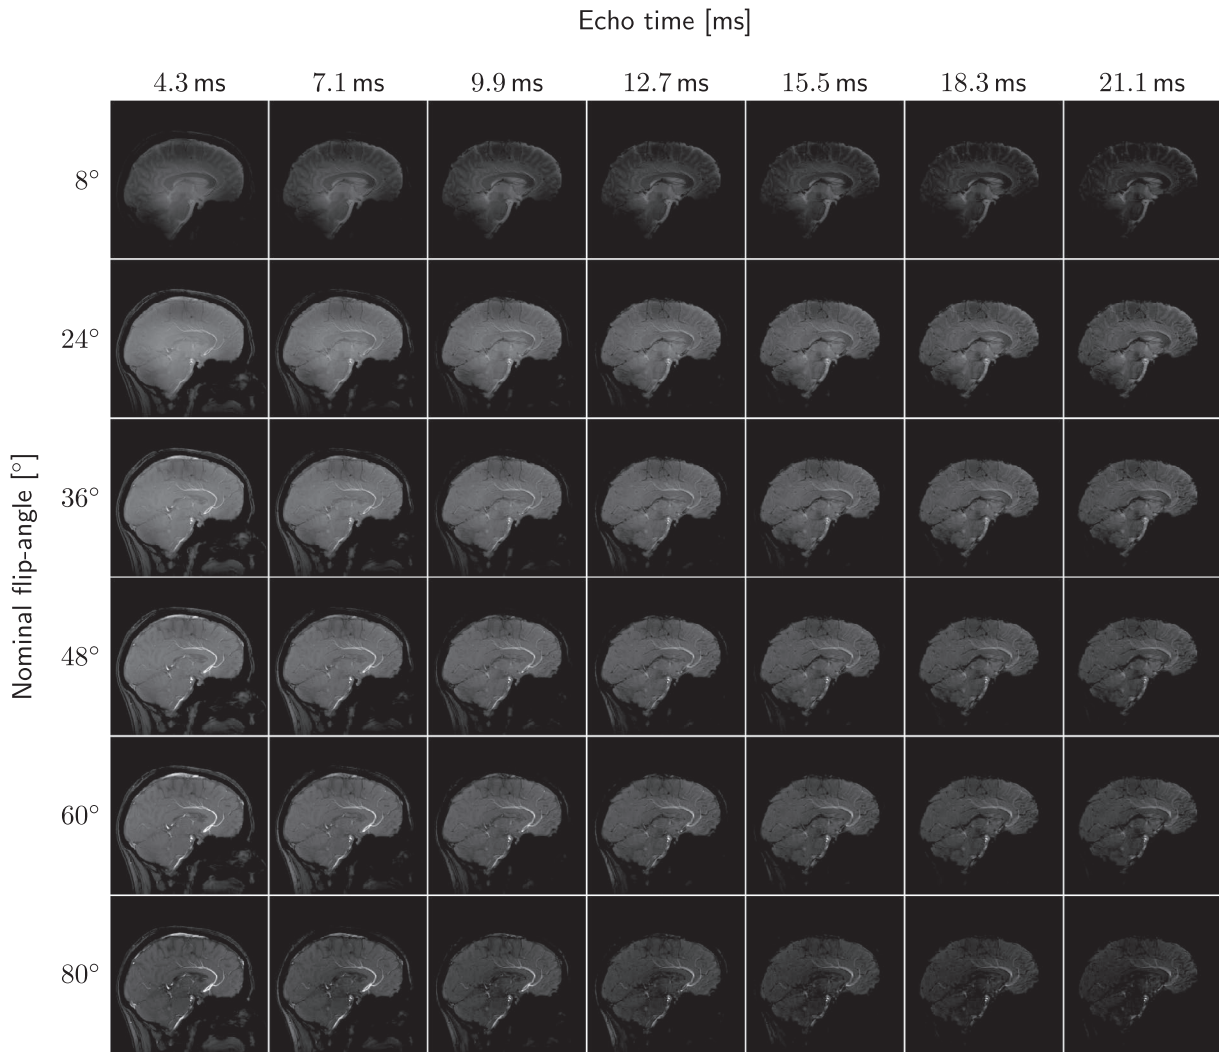 Echo time [ms]
4.3 ms 7.1 ms 9.9 ms 12.7 ms 15.5 ms 18.3 ms 21.1 ms
8°
24°
36°
48°
60°
80°
Nominal flip-angle [°]